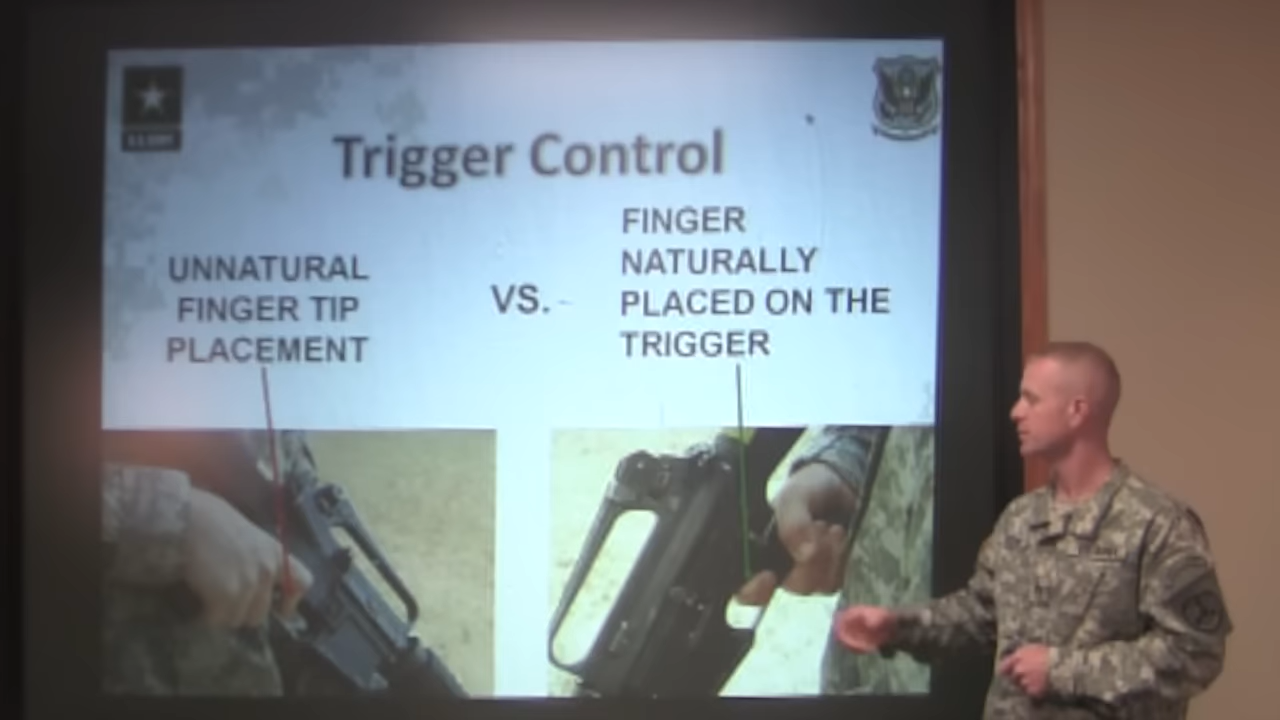 Trigger Control
UNNATURAL
FINGER TIP
PLACEMENT
VS.
FINGER
NATURALLY
PLACED ON THE
TRIGGER